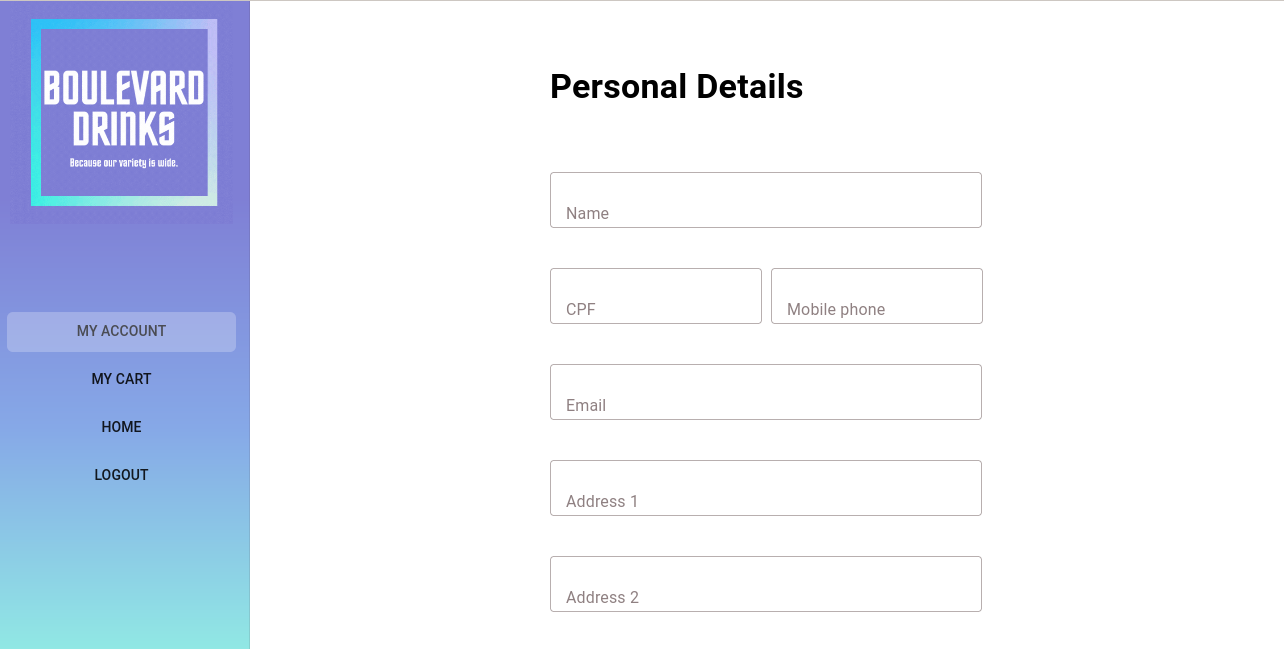 BOULEVARD
DRINKS
Because our variety is wide.
MY ACCOUNT
MY CART
HOME
LOGOUT
Personal Details
Name
CPF
Mobile phone
Email
Address 1
Address 2